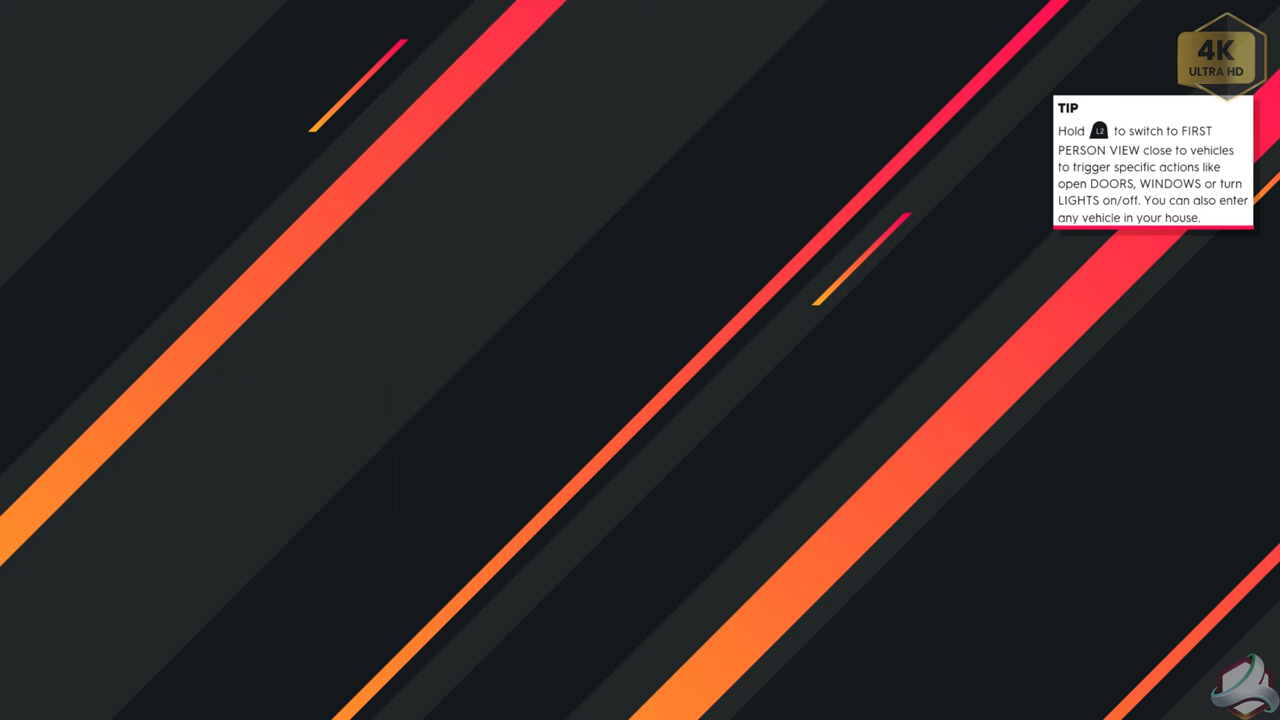 4K
ULTRA HD
TIP
Hold L2 to switch to FIRST
PERSON VIEW close to vehicles
to trigger specific actions like
open DOORS, WINDOWS or turn
LIGHTS on/off. You can also enter
any vehicle in your house.